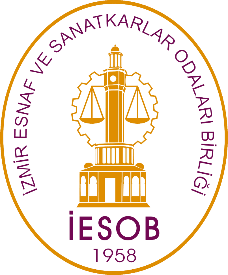 İZMİR ESNAF VE SANATKARLAR ODALARI BİRLİĞİ
İESOB
1958